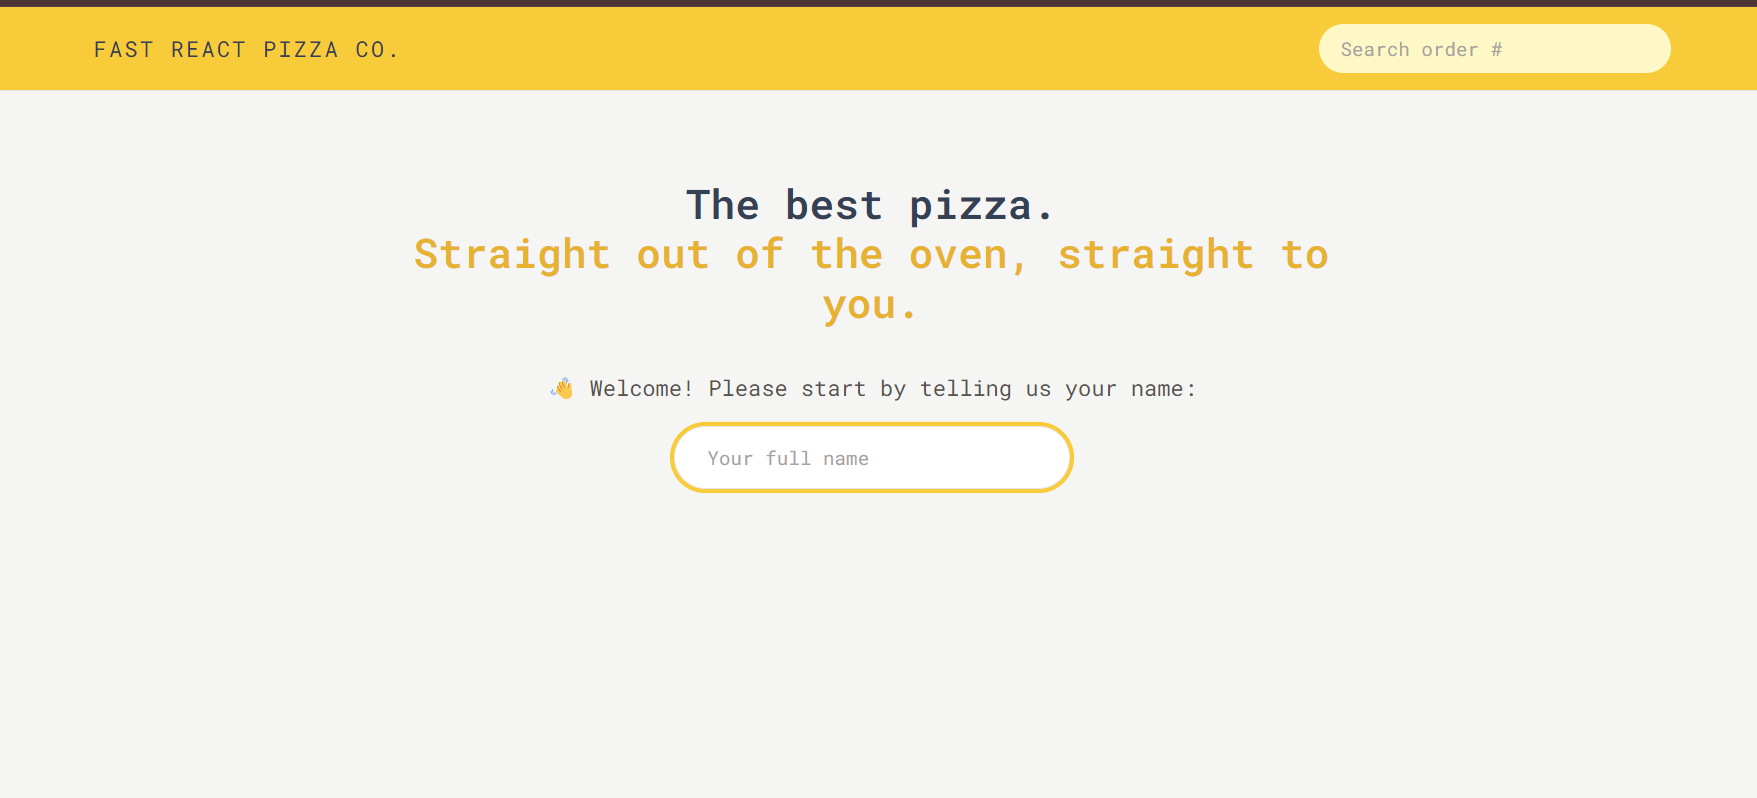 FAST REACT PIZZA CO.
Search order #
The best pizza.
Straight out of the oven, straight to
you.
👋 Welcome! Please start by telling us your name:
Your full name